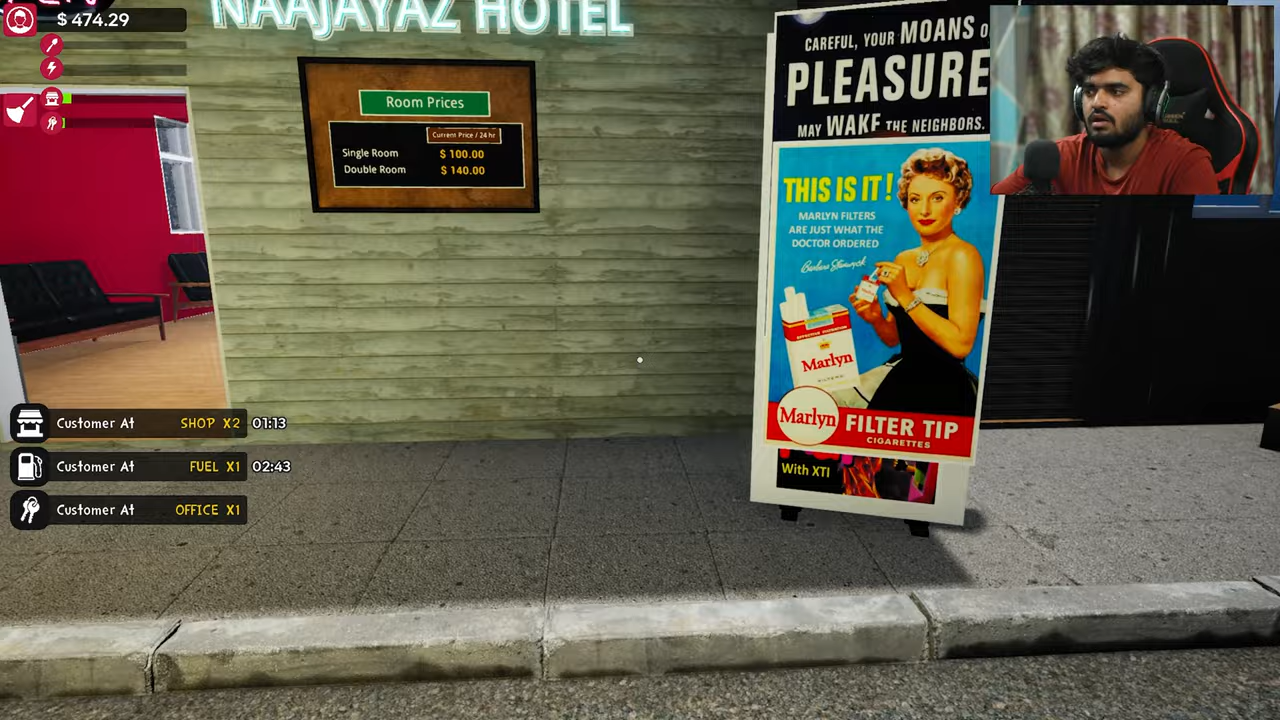 $ 474.29
NAAJAYAZ HOTEL
Room Prices
Current Price / 24 hr
Single Room $ 100.00
Double Room $ 140.00
CAREFUL, YOUR MOANS
PLEASURE
MAY WAKE THE NEIGHBORS.
THIS IS IT!
MARLYN FILTERS
ARE JUST WHAT THE
DOCTOR ORDERED
Barbara Stanwyck
Marlyn
FILTERS
Marlyn FILTER TIP
CIGARETTES
With XTI
Customer At SHOP X2 01:13
Customer At FUEL X1 02:43
Customer At OFFICE X1